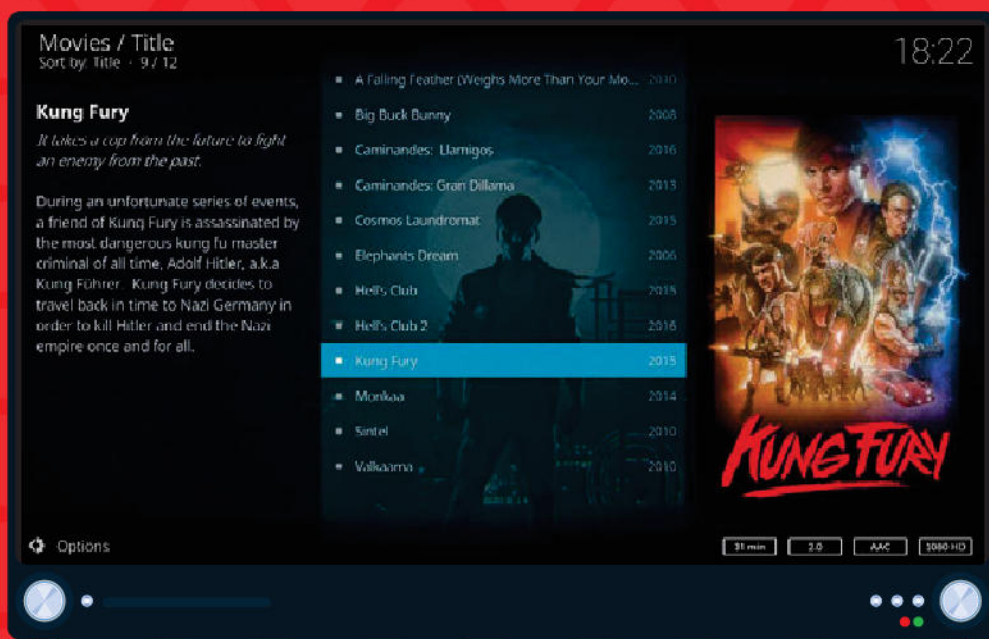 Movies / Title
Sort by: Title · 9 / 12
18:22
Kung Fury
It takes a cop from the future to fight
an enemy from the past.
During an unfortunate series of events,
a friend of Kung Fury is assassinated by
the most dangerous kung fu master
criminal of all time, Adolf Hitler, a.k.a
Kung Führer. Kung Fury decides to
travel back in time to Nazi Germany in
order to kill Hitler and end the Nazi
empire once and for all.
A Falling Feather (Weighs More Than Your Mo... 2010
Big Buck Bunny 2008
Caminandes: Llamigos 2016
Caminandes: Gran Dillama 2013
Cosmos Laundromat 2015
Elephants Dream 2006
Hell's Club 2015
Hell's Club 2 2016
Kung Fury 2015
Monkaa 2014
Sintel 2010
Valkaama 2010
KUNG FURY
Options
31 min
2.0
AAC
1080 HD